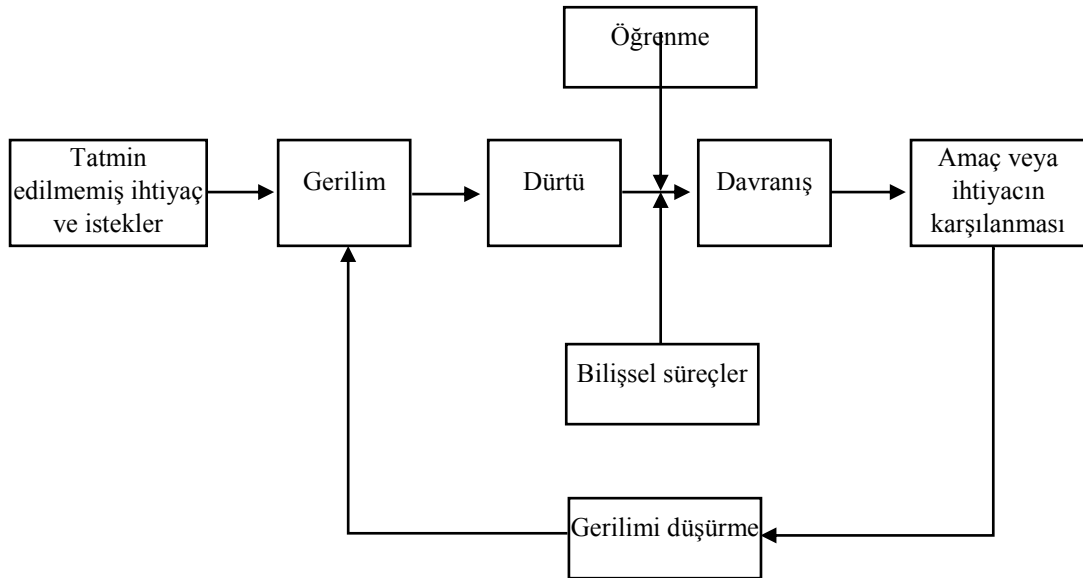 Öğrenme
Tatmin
edilmemiş ihtiyaç
ve istekler
Gerilim
Dürtü
Davranış
Amaç veya
ihtiyacın
karşılanması
Bilişsel süreçler
Gerilimi düşürme